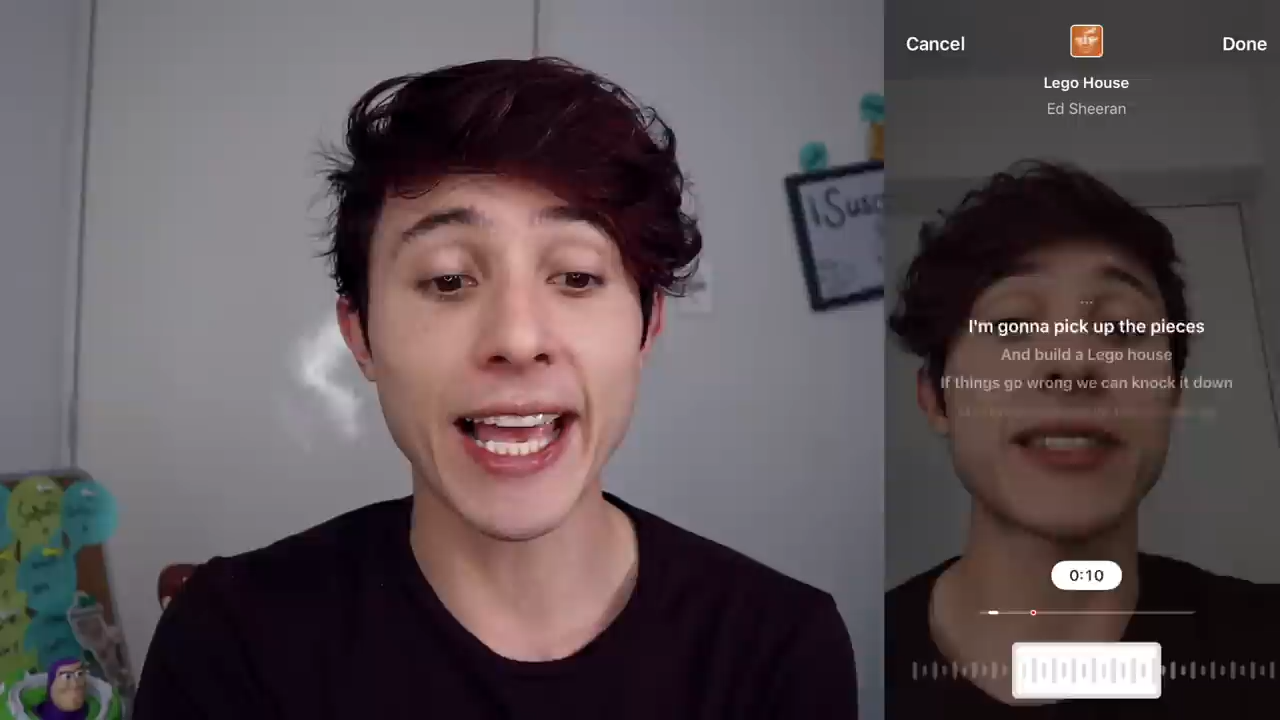 ¡Susc
Cancel
Done
Lego House
Ed Sheeran
...
I'm gonna pick up the pieces
And build a Lego house
If things go wrong we can knock it down
0:10